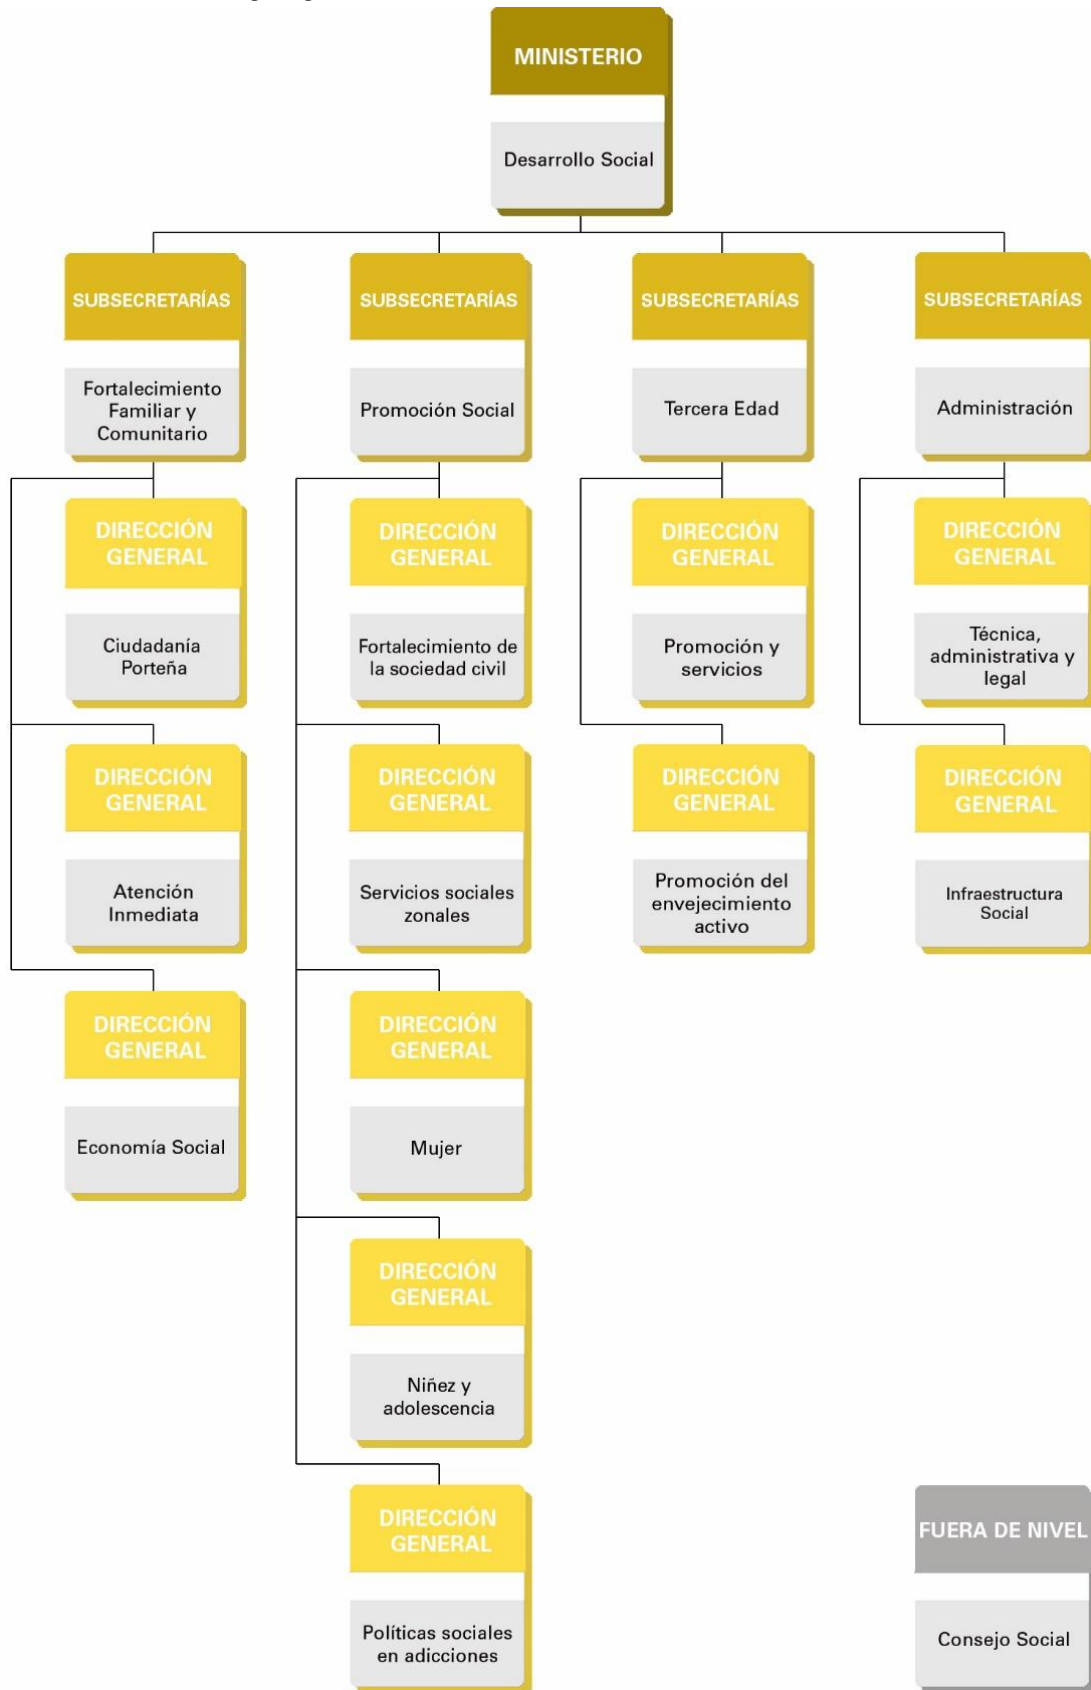 MINISTERIO
Desarrollo Social
SUBSECRETARÍAS
Fortalecimiento
Familiar y
Comunitario
SUBSECRETARÍAS
Promoción Social
SUBSECRETARÍAS
Tercera Edad
SUBSECRETARÍAS
Administración
DIRECCIÓN
GENERAL
Ciudadanía
Porteña
DIRECCIÓN
GENERAL
Fortalecimiento de
la sociedad civil
DIRECCIÓN
GENERAL
Promoción y
servicios
DIRECCIÓN
GENERAL
Técnica,
administrativa y
legal
DIRECCIÓN
GENERAL
Atención
Inmediata
DIRECCIÓN
GENERAL
Servicios sociales
zonales
DIRECCIÓN
GENERAL
Promoción del
envejecimiento
activo
DIRECCIÓN
GENERAL
Infraestructura
Social
DIRECCIÓN
GENERAL
Economía Social
DIRECCIÓN
GENERAL
Mujer
DIRECCIÓN
GENERAL
Niñez y
adolescencia
DIRECCIÓN
GENERAL
Políticas sociales
en adicciones
FUERA DE NIVEL
Consejo Social